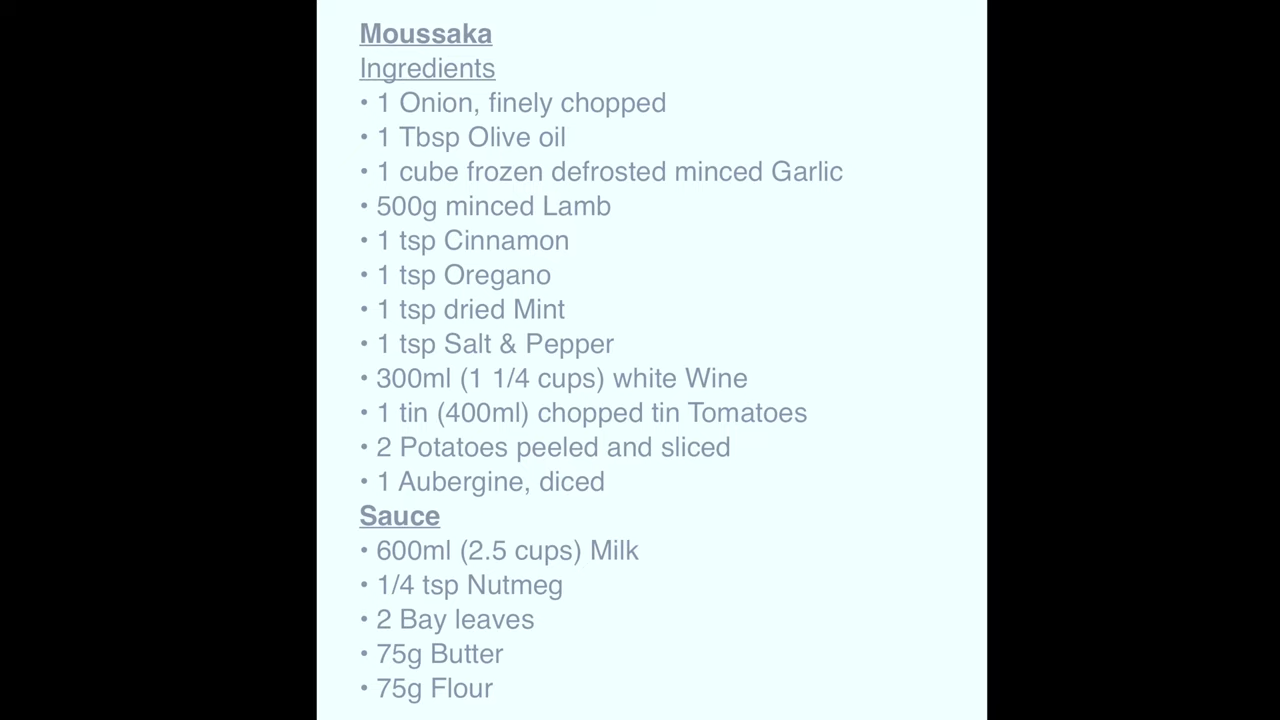 Moussaka
Ingredients
• 1 Onion, finely chopped
• 1 Tbsp Olive oil
• 1 cube frozen defrosted minced Garlic
• 500g minced Lamb
• 1 tsp Cinnamon
• 1 tsp Oregano
• 1 tsp dried Mint
• 1 tsp Salt & Pepper
• 300ml (1 1/4 cups) white Wine
• 1 tin (400ml) chopped tin Tomatoes
• 2 Potatoes peeled and sliced
• 1 Aubergine, diced
Sauce
• 600ml (2.5 cups) Milk
• 1/4 tsp Nutmeg
• 2 Bay leaves
• 75g Butter
• 75g Flour